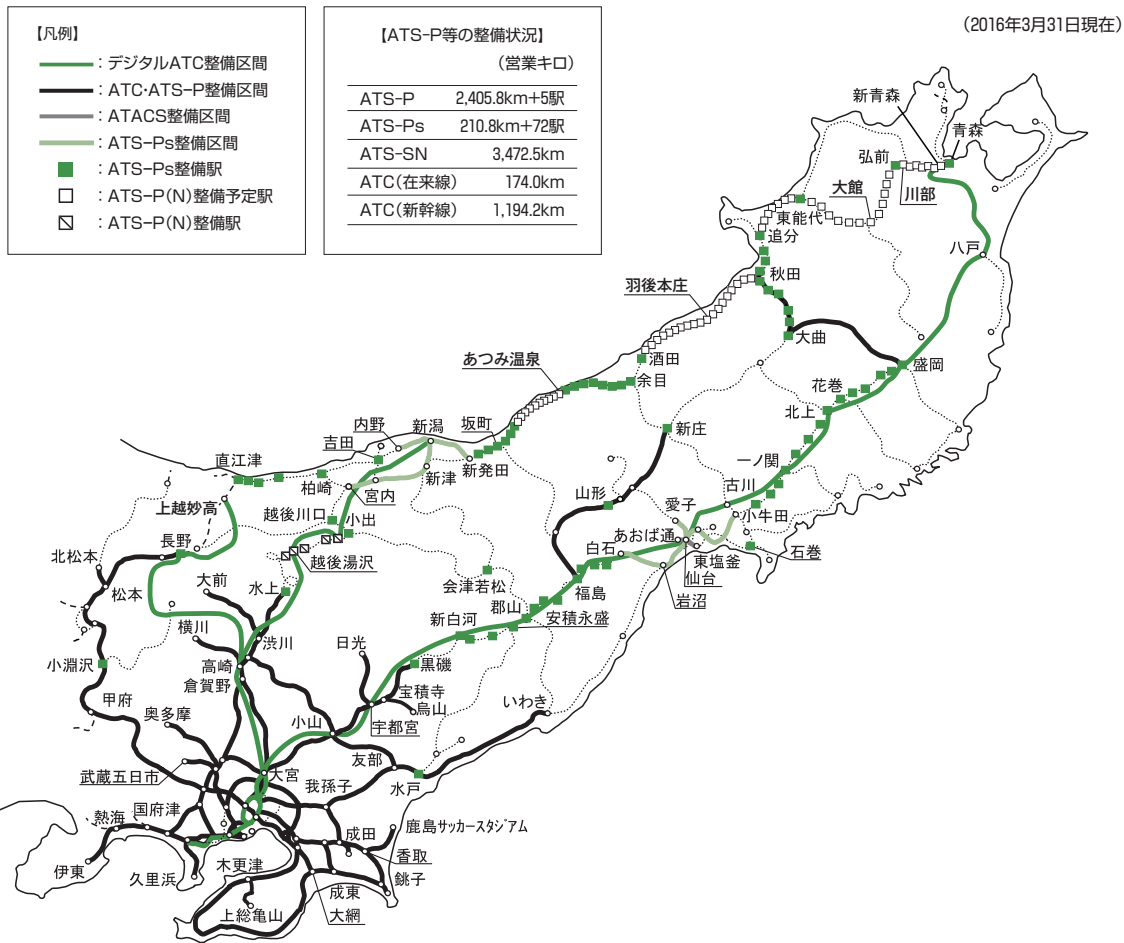 【凡例】
：デジタルATC整備区間
：ATC・ATS-P整備区間
：ATACS整備区間
：ATS-Ps整備区間
：ATS-Ps整備駅
：ATS-P(N)整備予定駅
：ATS-P(N)整備駅
【ATS-P等の整備状況】
（営業キロ）
ATS-P 2,405.8km+5駅
ATS-Ps 210.8km+72駅
ATS-SN 3,472.5km
ATC(在来線) 174.0km
ATC(新幹線) 1,194.2km
（2016年3月31日現在）
新青森
青森
弘前
川部
大館
東能代
追分
八戸
秋田
羽後本庄
大曲
酒田
盛岡
あつみ温泉
余目
花巻
北上
坂町
新潟
内野
吉田
新庄
直江津
新発田
一ノ関
柏崎
宮内
新津
古川
山形
愛子
小牛田
上越妙高
越後川口
小出
あおば通
白石
石巻
長野
北松本
越後湯沢
東塩釜
仙台
大前
水上
会津若松
福島
岩沼
松本
郡山
安積永盛
新白河
横川
渋川
日光
黒磯
小淵沢
高崎
倉賀野
宝積寺
烏山
いわき
甲府
奥多摩
小山
宇都宮
友部
武蔵五日市
大宮
我孫子
水戸
国府津
熱海
鹿島サッカースタジアム
成田
香取
伊東
久里浜
木更津
銚子
成東
上総亀山
大網